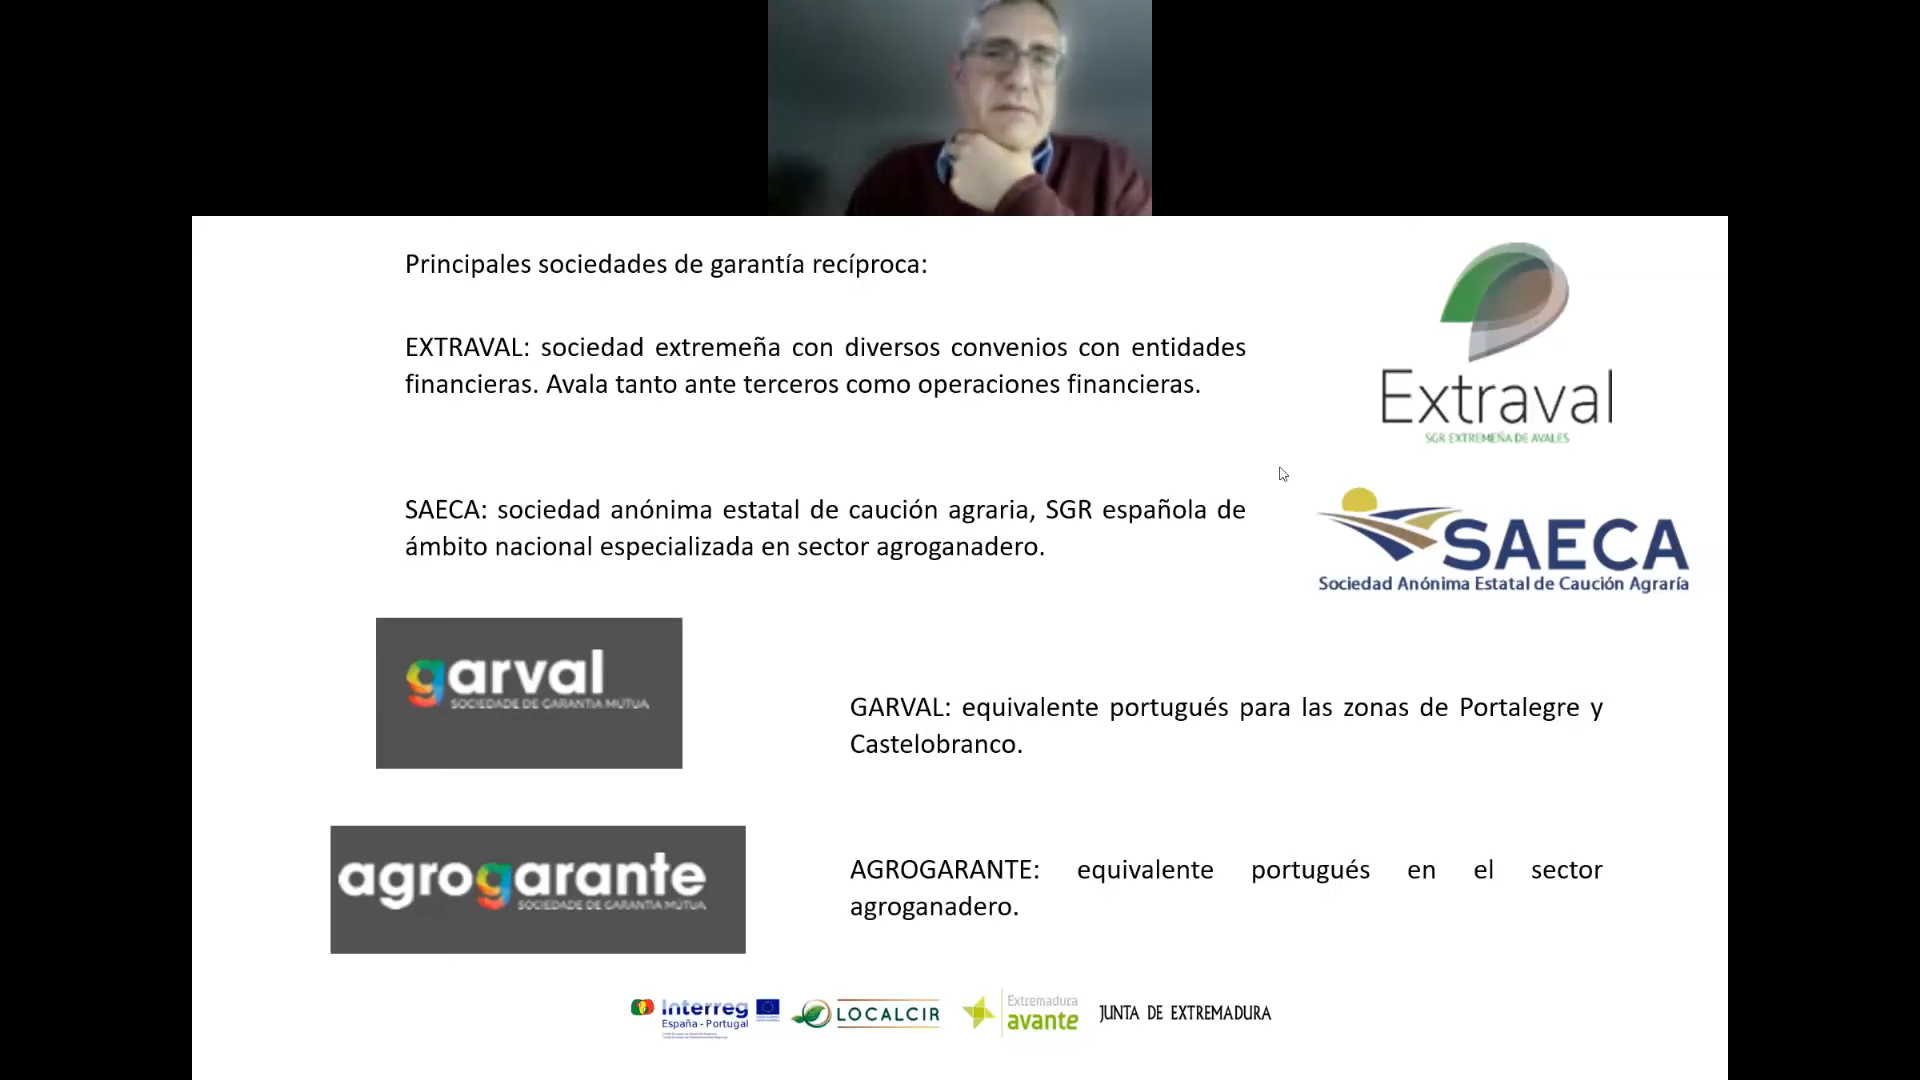 Principales sociedades de garantía recíproca:
EXTRAVAL: sociedad extremeña con diversos convenios con entidades
financieras. Avala tanto ante terceros como operaciones financieras.
Extraval
SGR EXTREMEÑA DE AVALES
SAECA: sociedad anónima estatal de caución agraria, SGR española de
ámbito nacional especializada en sector agroganadero.
SAECA
Sociedad Anónima Estatal de Caución Agraría
garval
SOCIEDADE DE GARANTIA MÚTUA
GARVAL: equivalente portugués para las zonas de Portalegre y
Castelobranco.
agrogarante
SOCIEDADE DE GARANTIA MÚTUA
AGROGARANTE: equivalente portugués en el sector
agroganadero.
Interreg
España - Portugal
LOCALCIR
Extremadura
avante
JUNTA DE EXTREMADURA